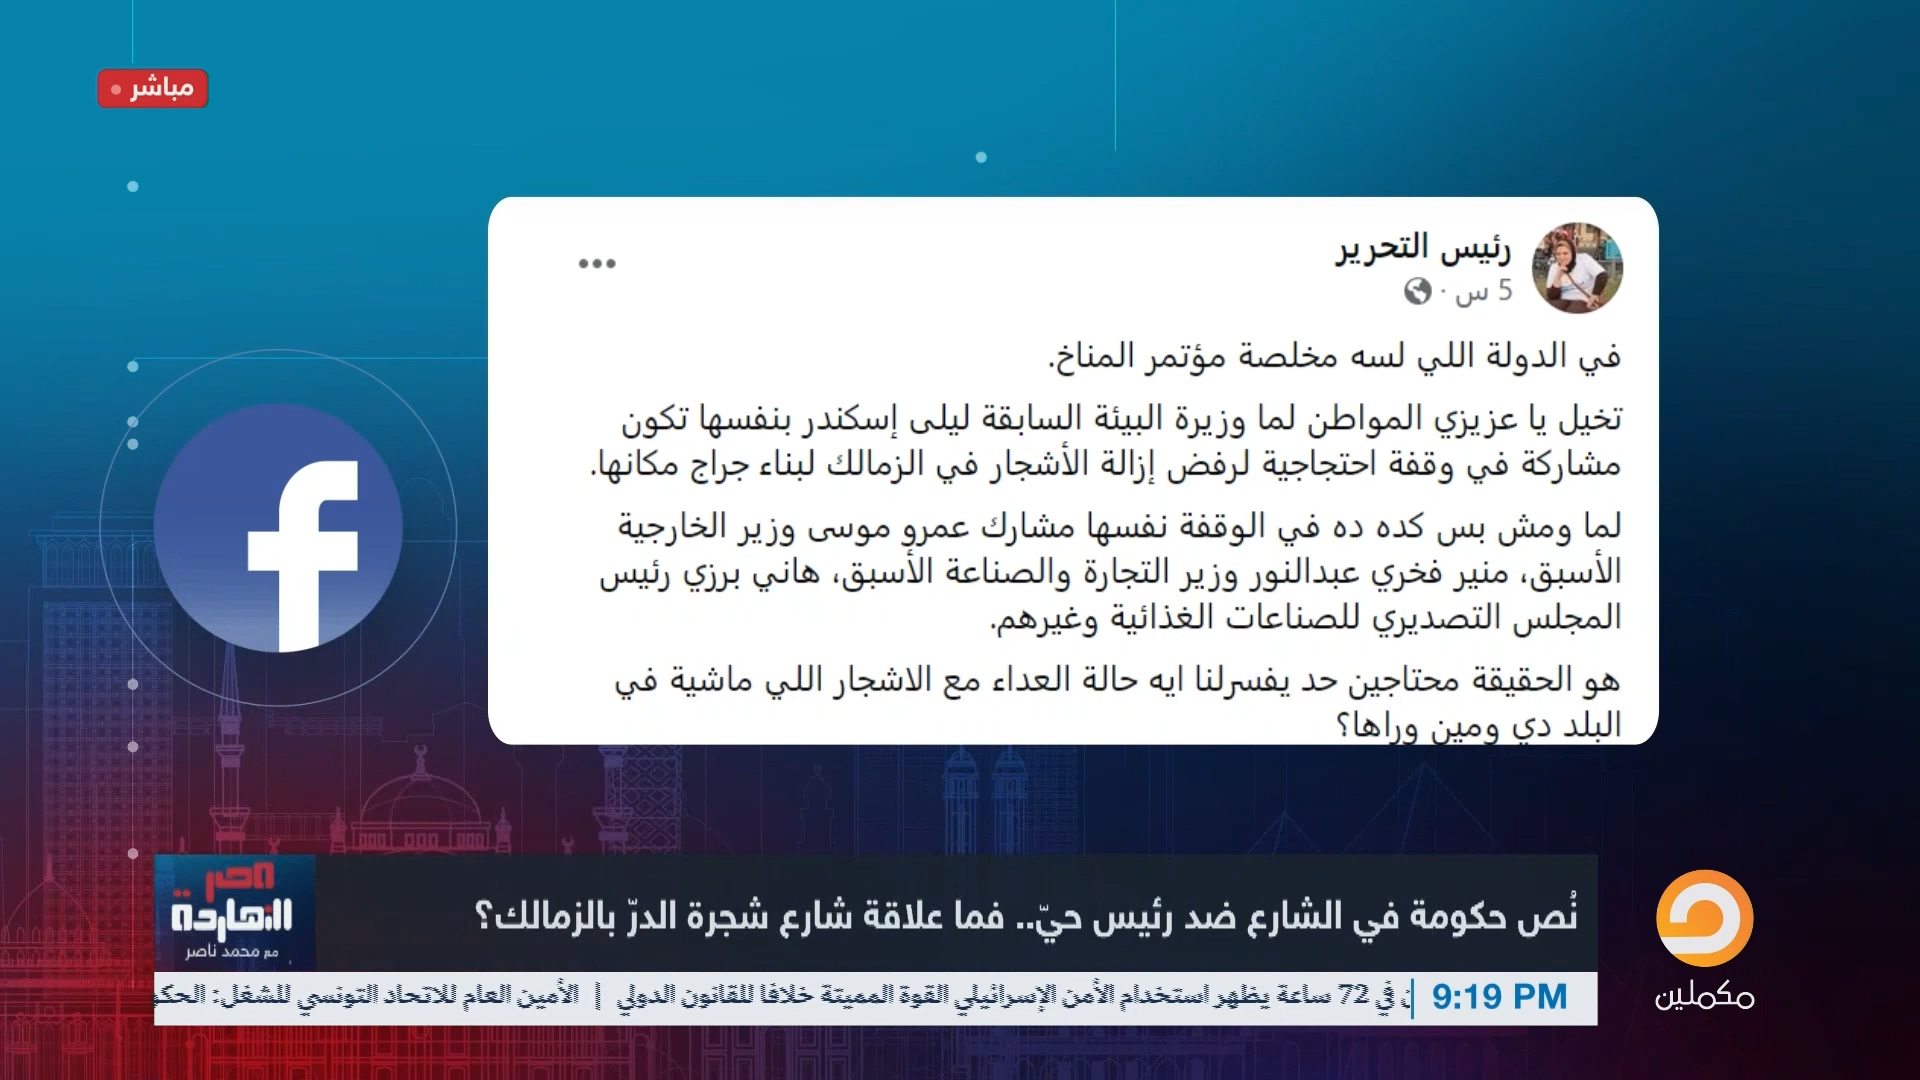 مباشر
رئيس التحرير
5 س ·
في الدولة اللي لسه مخلصة مؤتمر المناخ.
تخيل يا عزيزي المواطن لما وزيرة البيئة السابقة ليلى إسكندر بنفسها تكون
مشاركة في وقفة احتجاجية لرفض إزالة الأشجار في الزمالك لبناء جراج مكانها.
لما ومش بس كده ده في الوقفة نفسها مشارك عمرو موسى وزير الخارجية
الأسبق، منير فخري عبدالنور وزير التجارة والصناعة الأسبق، هاني برزي رئيس
المجلس التصديري للصناعات الغذائية وغيرهم.
هو الحقيقة محتاجين حد يفسرلنا ايه حالة العداء مع الاشجار اللي ماشية في
البلد دي ومين وراها؟
نُص حكومة في الشارع ضد رئيس حيّ.. فما علاقة شارع شجرة الدرّ بالزمالك؟
مصر
النهاردة
مع محمد ناصر
9:19 PM
في 72 ساعة يظهر استخدام الأمن الإسرائيلي القوة المميتة خلافا للقانون الدولي | الأمين العام للاتحاد التونسي للشغل:
مكملين